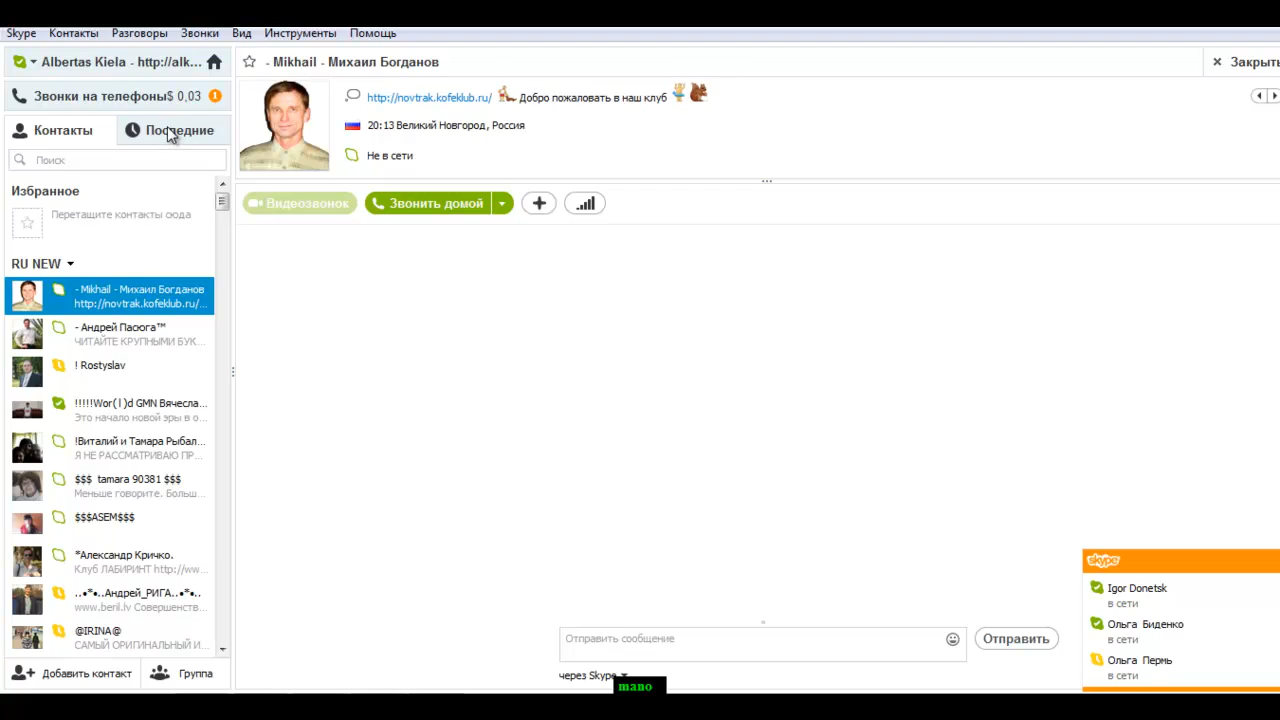 Skype Контакты Разговоры Звонки Вид Инструменты Помощь
Albertas Kiela - http://alk...
Звонки на телефоны $ 0,03
Контакты Последние
Поиск
Избранное
Перетащите контакты сюда
RU NEW
- Mikhail - Михаил Богданов
http://novtrak.kofeklub.ru/...
- Андрей Пасюга™
ЧИТАЙТЕ КРУПНЫМИ БУК...
! Rostyslav
!!!!!Wor(l)d GMN Вячесла...
Это начало новой эры в о...
!Виталий и Тамара Рыбал...
Я НЕ РАССМАТРИВАЮ ПР...
$$$ tamara 90381 $$$
Меньше говорите. Больш...
$$$ASEM$$$
*Александр Кричко.
Клуб ЛАБИРИНТ http://ww...
..•*•..Андрей_РИГА..•*•..
www.beril.lv Совершенств...
@IRINA@
САМЫЙ ОРИГИНАЛЬНЫЙ И...
Добавить контакт Группа
- Mikhail - Михаил Богданов
Закрыть
http://novtrak.kofeklub.ru/ Добро пожаловать в наш клуб
20:13 Великий Новгород, Россия
Не в сети
Видеозвонок Звонить домой
Отправить сообщение
Отправить
через Skype
mano
skype
Igor Donetsk
в сети
Ольга Биденко
в сети
Ольга Пермь
в сети